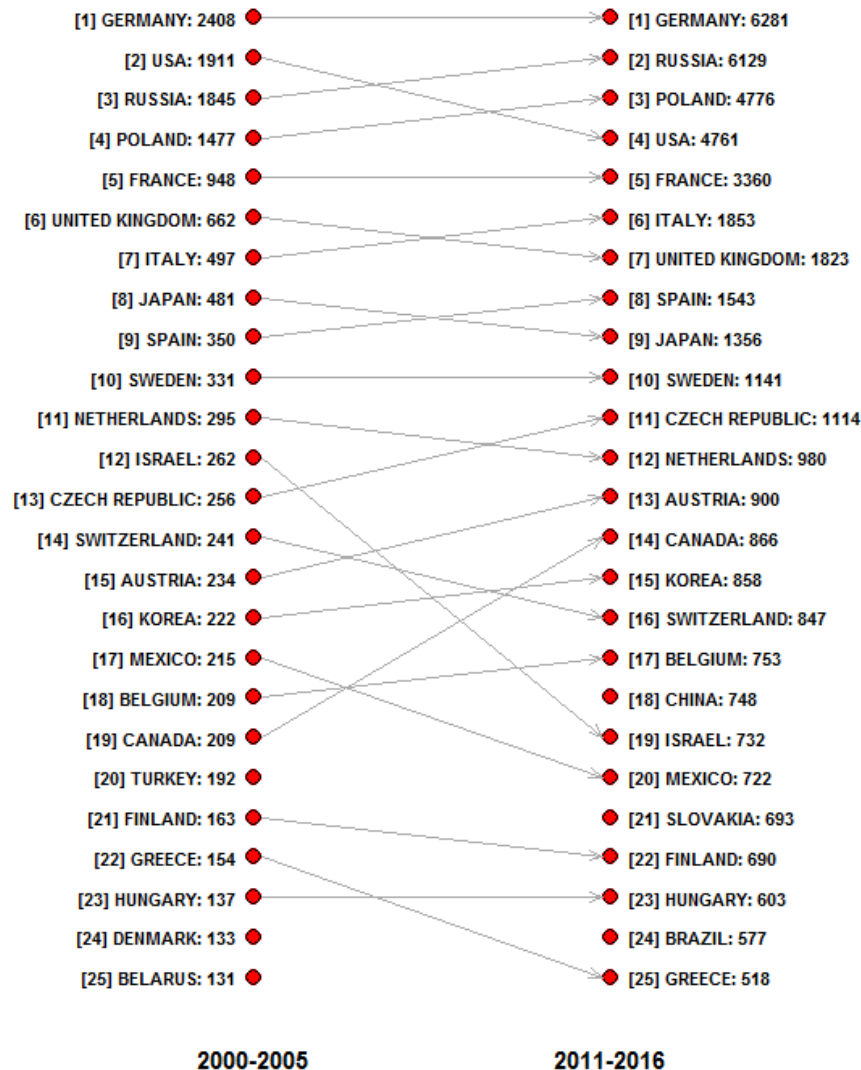 [1] GERMANY: 2408
[2] USA: 1911
[3] RUSSIA: 1845
[4] POLAND: 1477
[5] FRANCE: 948
[6] UNITED KINGDOM: 662
[7] ITALY: 497
[8] JAPAN: 481
[9] SPAIN: 350
[10] SWEDEN: 331
[11] NETHERLANDS: 295
[12] ISRAEL: 262
[13] CZECH REPUBLIC: 256
[14] SWITZERLAND: 241
[15] AUSTRIA: 234
[16] KOREA: 222
[17] MEXICO: 215
[18] BELGIUM: 209
[19] CANADA: 209
[20] TURKEY: 192
[21] FINLAND: 163
[22] GREECE: 154
[23] HUNGARY: 137
[24] DENMARK: 133
[25] BELARUS: 131
2000-2005
[1] GERMANY: 6281
[2] RUSSIA: 6129
[3] POLAND: 4776
[4] USA: 4761
[5] FRANCE: 3360
[6] ITALY: 1853
[7] UNITED KINGDOM: 1823
[8] SPAIN: 1543
[9] JAPAN: 1356
[10] SWEDEN: 1141
[11] CZECH REPUBLIC: 1114
[12] NETHERLANDS: 980
[13] AUSTRIA: 900
[14] CANADA: 866
[15] KOREA: 858
[16] SWITZERLAND: 847
[17] BELGIUM: 753
[18] CHINA: 748
[19] ISRAEL: 732
[20] MEXICO: 722
[21] SLOVAKIA: 693
[22] FINLAND: 690
[23] HUNGARY: 603
[24] BRAZIL: 577
[25] GREECE: 518
2011-2016